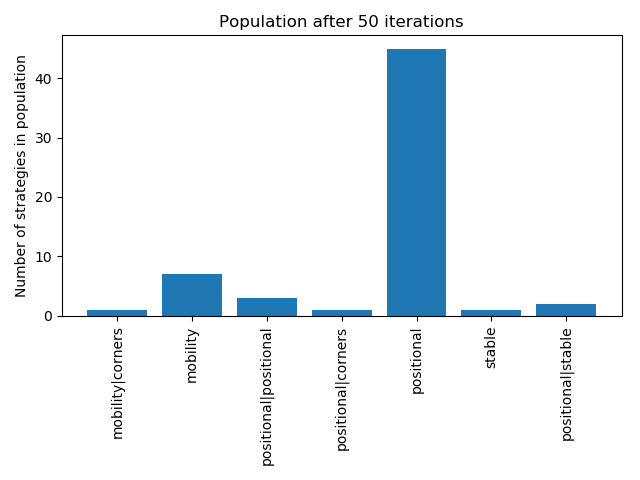 Population after 50 iterations
Number of strategies in population
40
30
20
10
0
mobility|corners
mobility
positional|positional
positional|corners
positional
stable
positional|stable